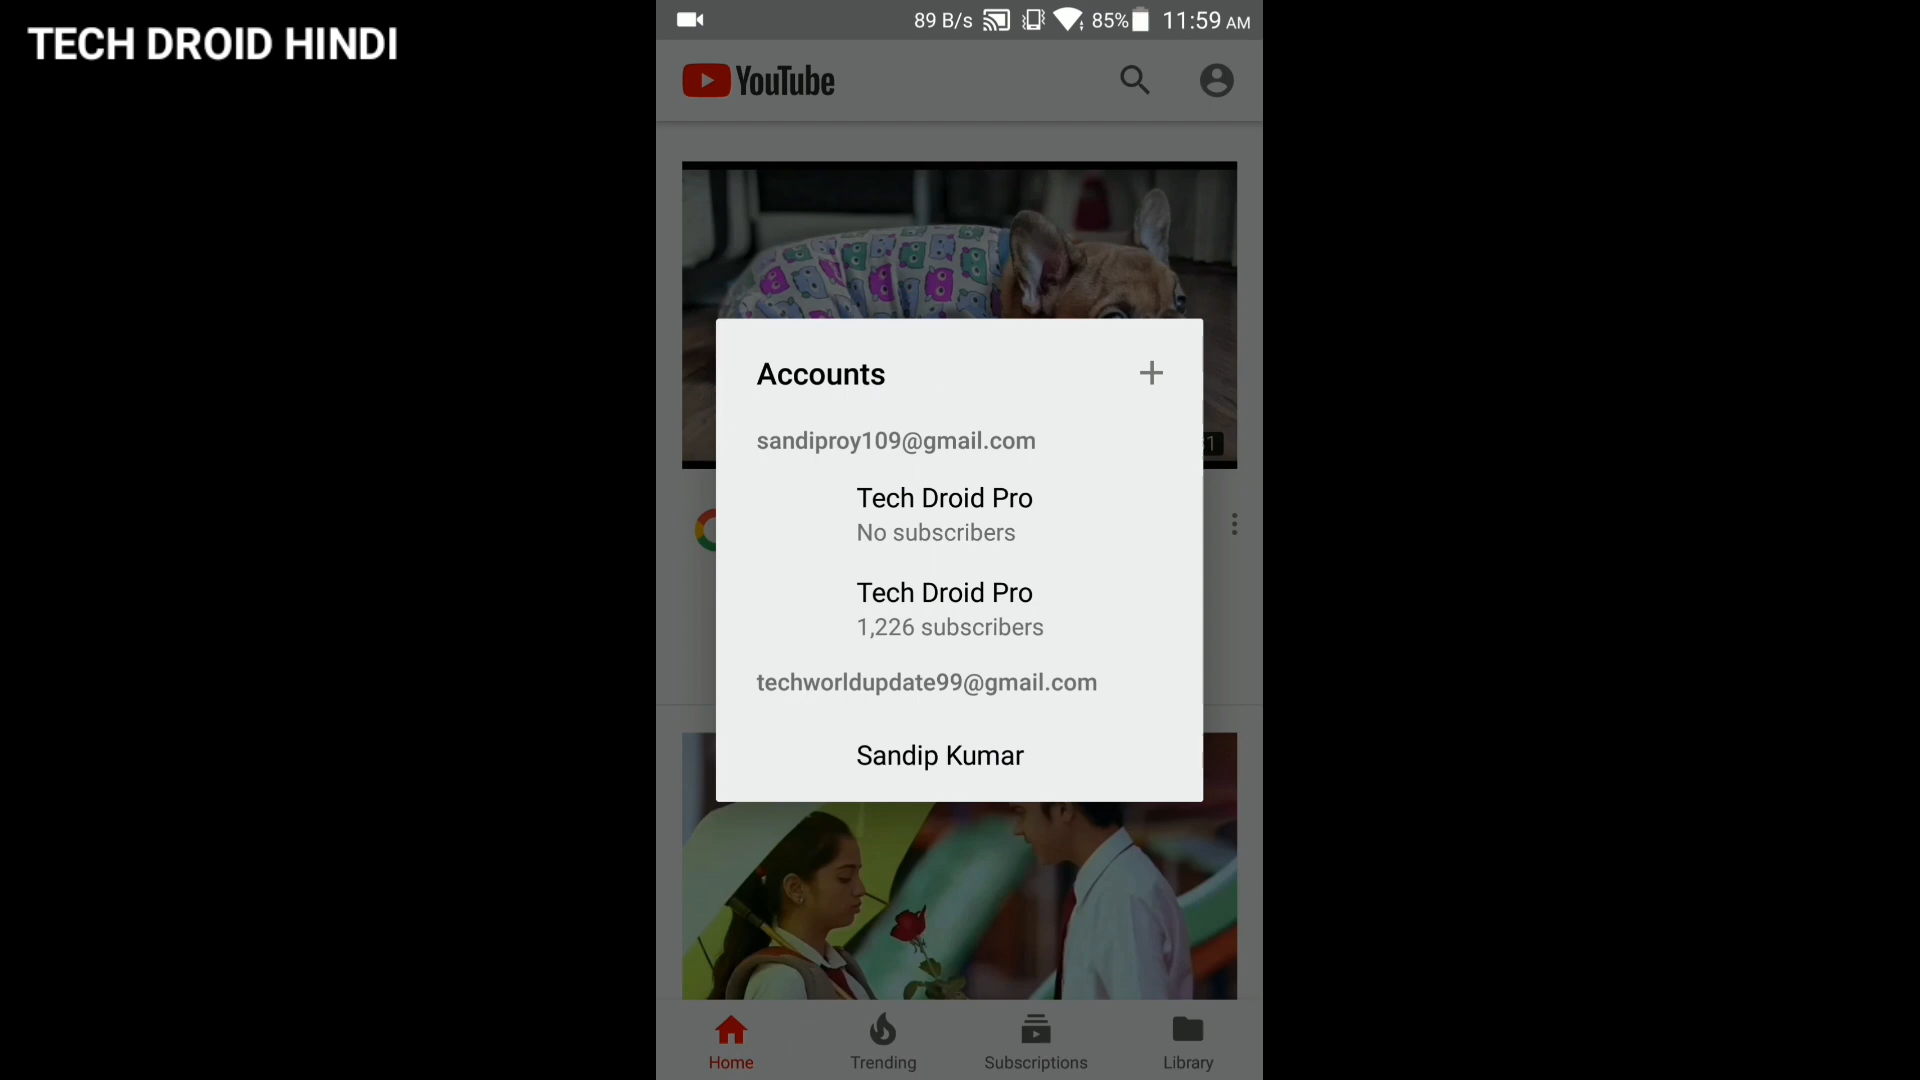 TECH DROID HINDI
89 B/s 85% 11:59 AM
YouTube
Accounts
sandiproy109@gmail.com
Tech Droid Pro
No subscribers
Tech Droid Pro
1,226 subscribers
techworldupdate99@gmail.com
Sandip Kumar
Home Trending Subscriptions Library